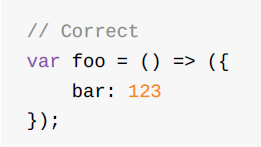 // Correct
var foo = () => ({
    bar: 123
});